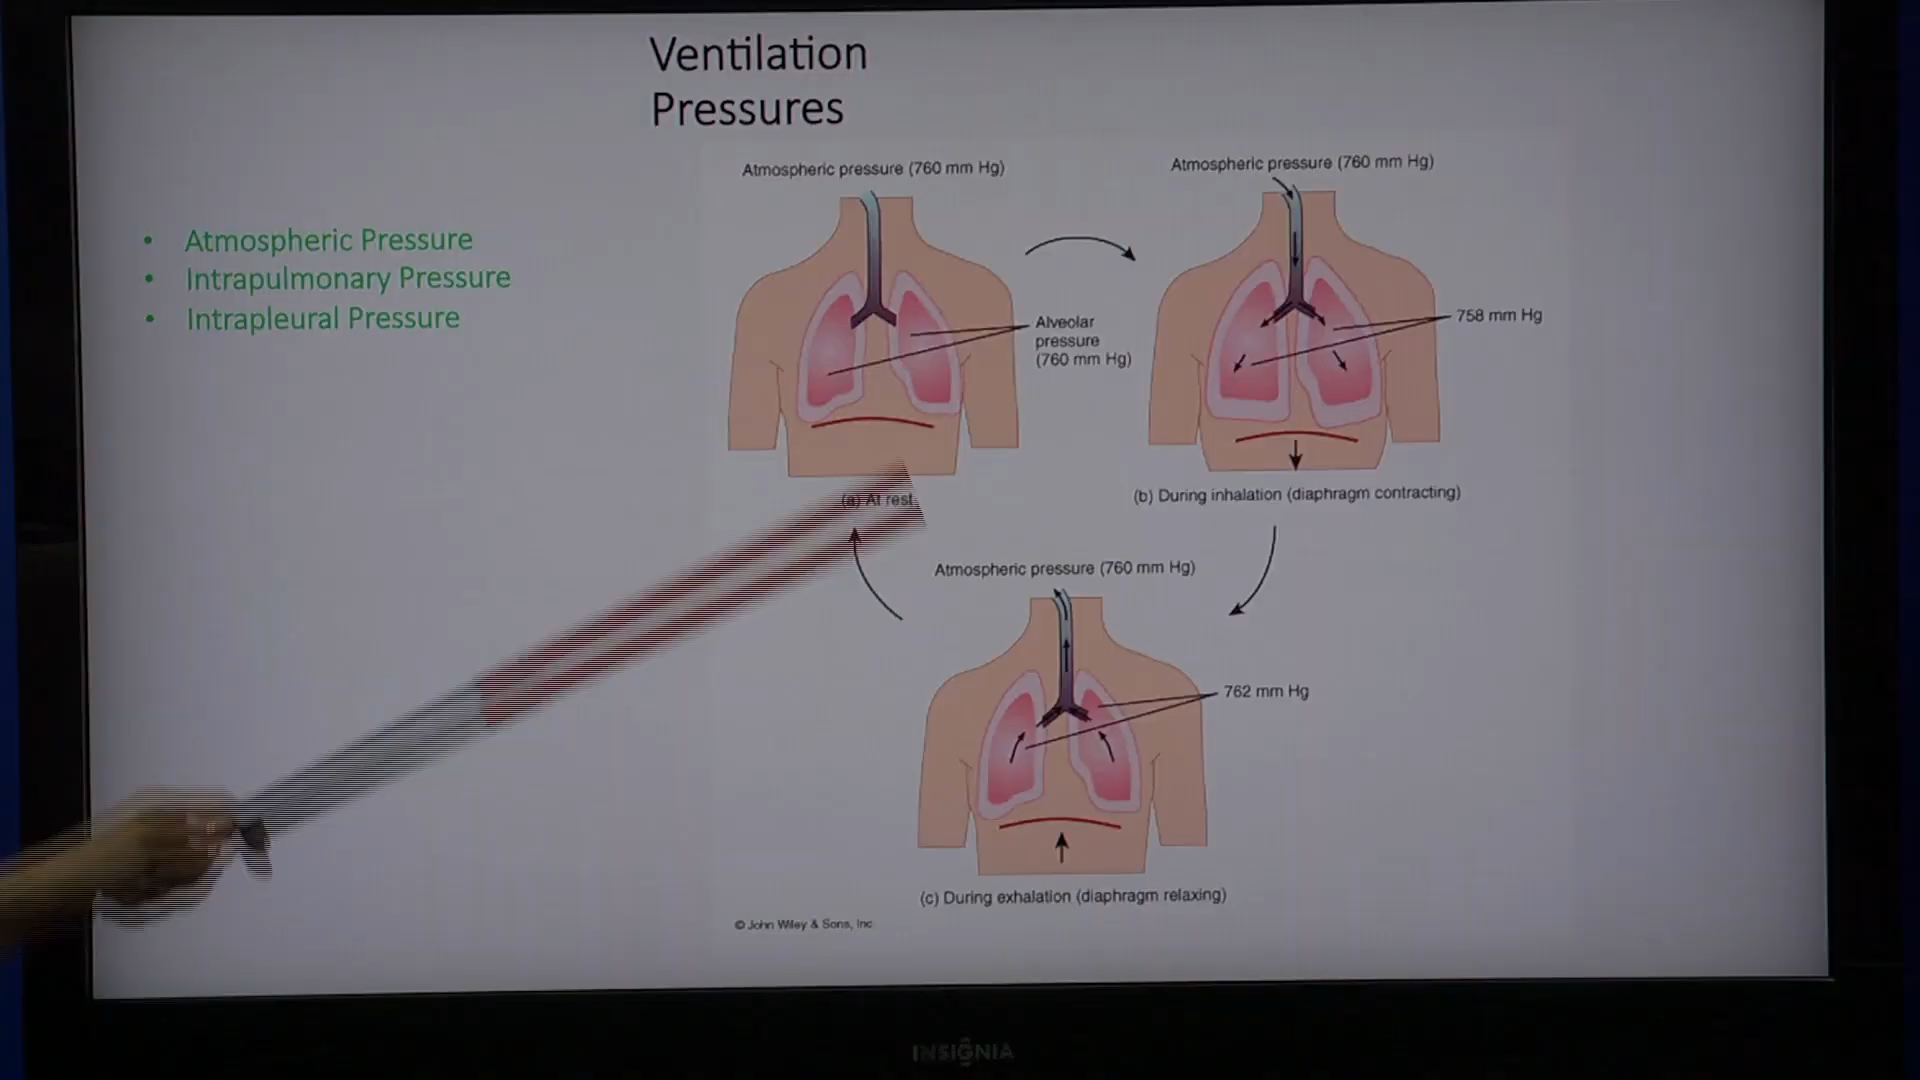 Ventilation
Pressures
• Atmospheric Pressure
• Intrapulmonary Pressure
• Intrapleural Pressure
Atmospheric pressure (760 mm Hg)
Alveolar
pressure
(760 mm Hg)
(a) At rest
Atmospheric pressure (760 mm Hg)
758 mm Hg
(b) During inhalation (diaphragm contracting)
Atmospheric pressure (760 mm Hg)
762 mm Hg
(c) During exhalation (diaphragm relaxing)
© John Wiley & Sons, Inc.
INSIGNIA